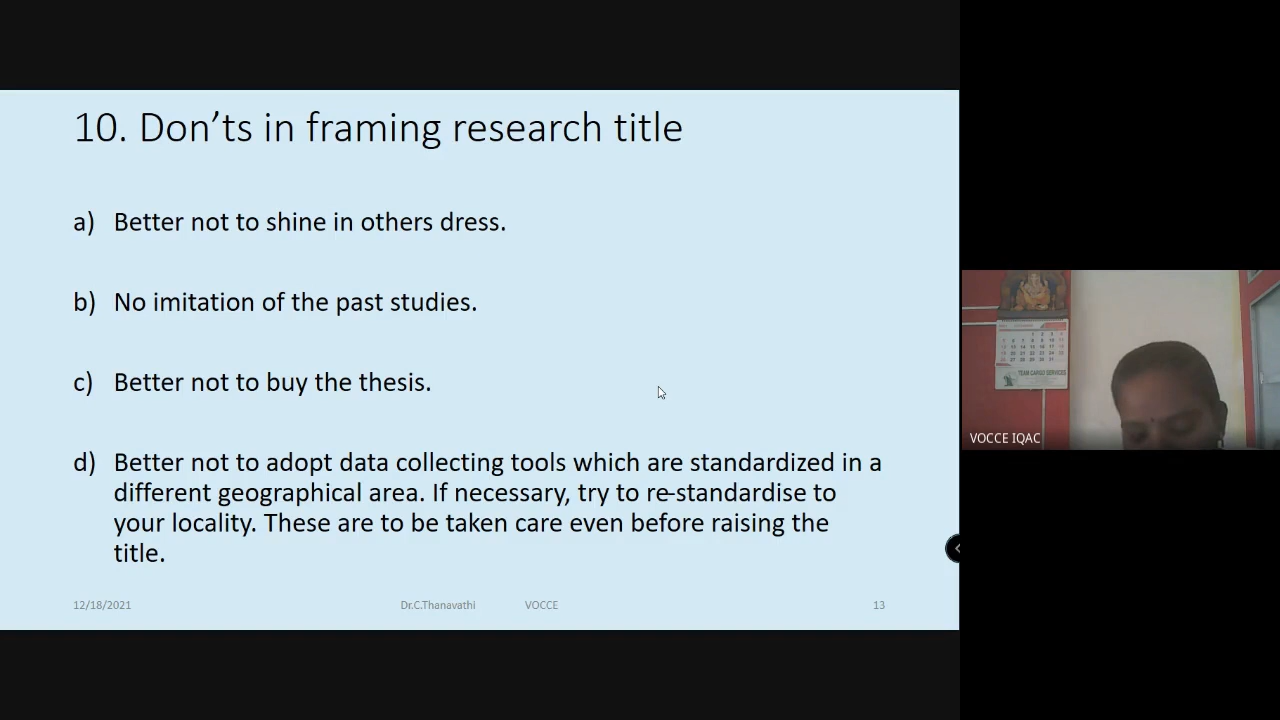 10. Don’ts in framing research title
a) Better not to shine in others dress.
b) No imitation of the past studies.
c) Better not to buy the thesis.
d) Better not to adopt data collecting tools which are standardized in a
different geographical area. If necessary, try to re-standardise to
your locality. These are to be taken care even before raising the
title.
12/18/2021 Dr.C.Thanavathi VOCCE 13
TEAM CARGO SERVICES
VOCCE IQAC